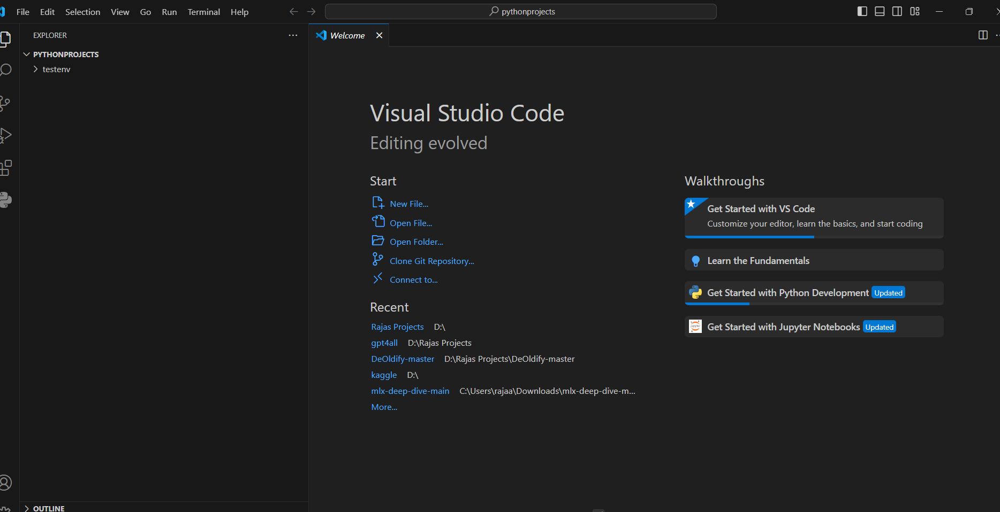 File Edit Selection View Go Run Terminal Help
pythonprojects
EXPLORER
PYTHONPROJECTS
testenv
OUTLINE
Welcome
Visual Studio Code
Editing evolved
Start
New File...
Open File...
Open Folder...
Clone Git Repository...
Connect to...
Recent
Rajas Projects D:\
gpt4all D:\Rajas Projects
DeOldify-master D:\Rajas Projects\DeOldify-master
kaggle D:\
mlx-deep-dive-main C:\Users\rajaa\Downloads\mlx-deep-dive-m...
More...
Walkthroughs
Get Started with VS Code
Customize your editor, learn the basics, and start coding
Learn the Fundamentals
Get Started with Python Development Updated
jupyter
Get Started with Jupyter Notebooks Updated